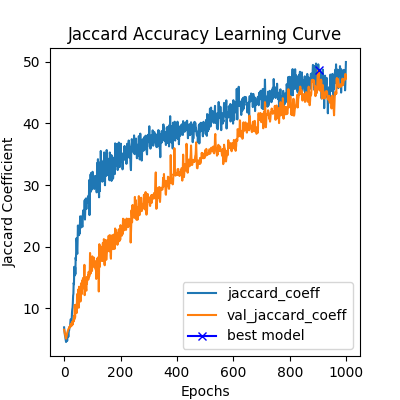 Jaccard Accuracy Learning Curve
50
40
30
20
10
Jaccard Coefficient
0
200
400
600
800
1000
Epochs
jaccard_coeff
val_jaccard_coeff
best model